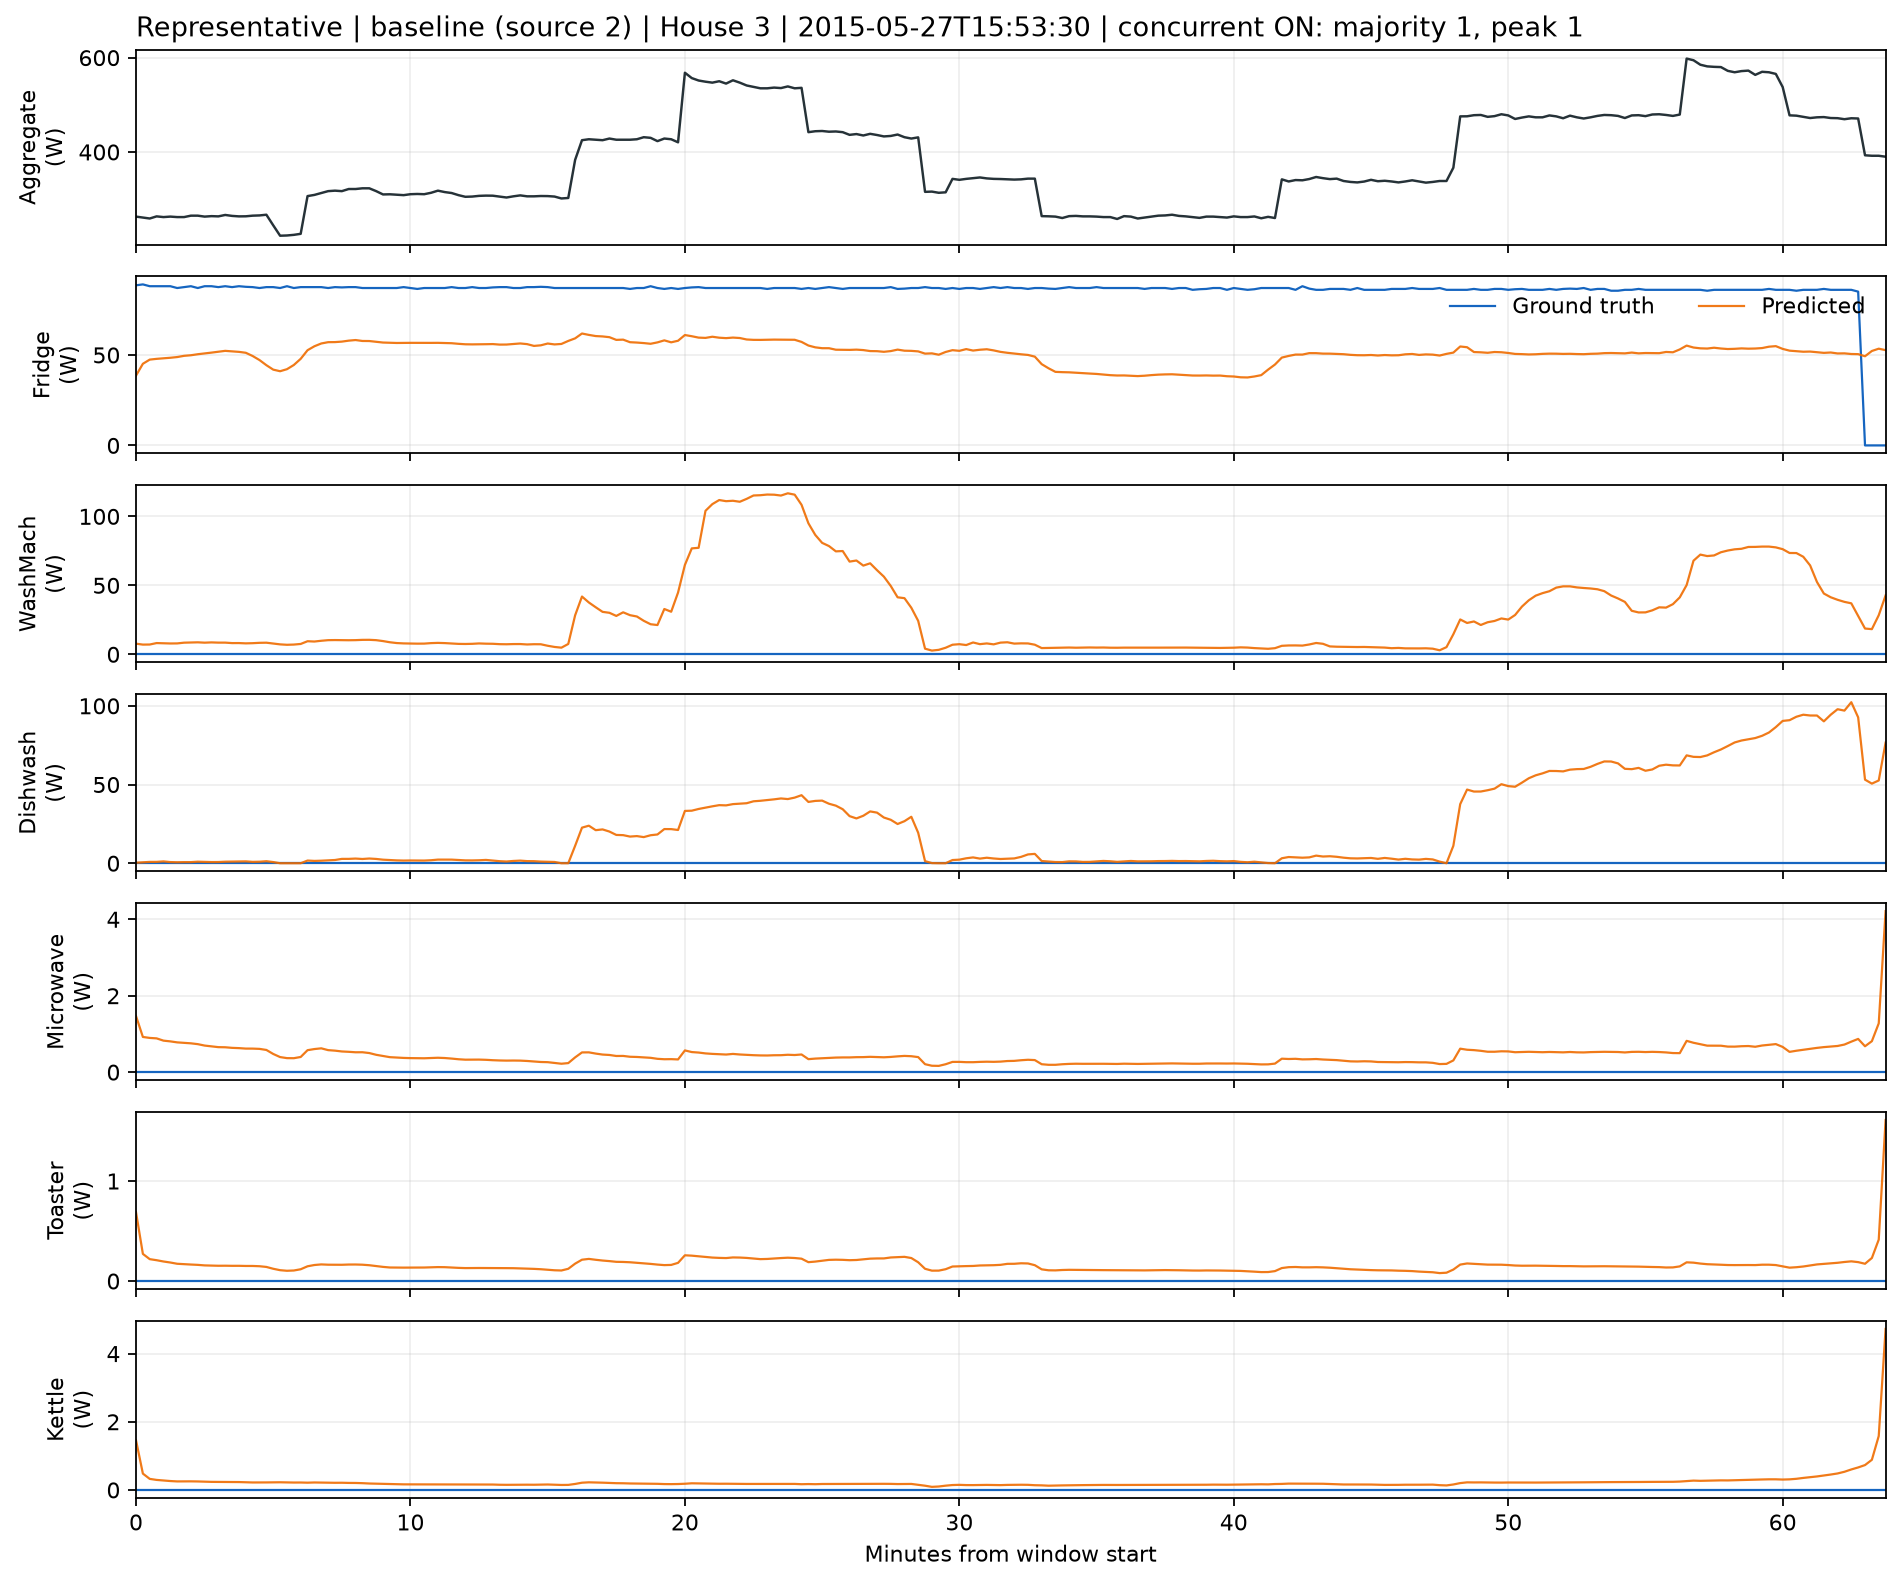 Representative | baseline (source 2) | House 3 | 2015-05-27T15:53:30 | concurrent ON: majority 1, peak 1
Aggregate
(W)
600
400
Fridge
(W)
50
0
Ground truth
Predicted
WashMach
(W)
100
50
0
Dishwash
(W)
100
50
0
Microwave
(W)
4
2
0
Toaster
(W)
1
0
Kettle
(W)
4
2
0
0 10 20 30 40 50 60
Minutes from window start